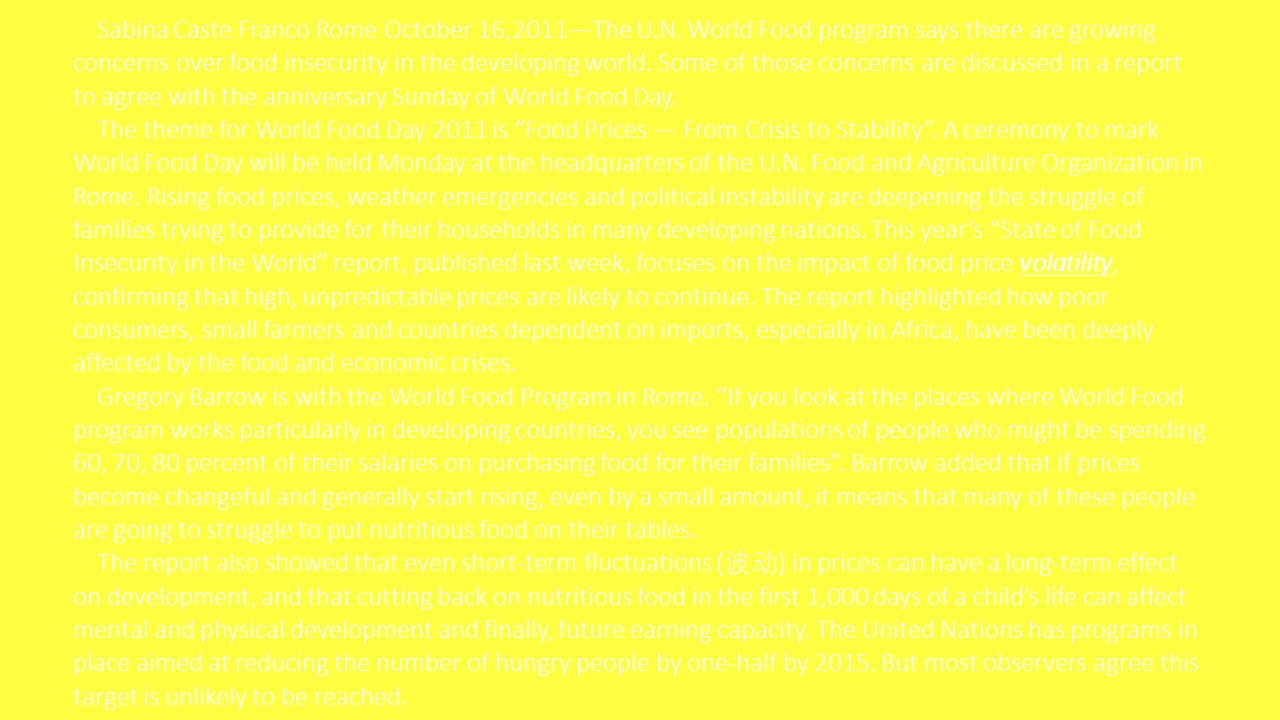 Sabina Caste Franco Rome October 16,2011—The U.N. World Food program says there are growing
concerns over food insecurity in the developing world. Some of those concerns are discussed in a report
to agree with the anniversary Sunday of World Food Day.
The theme for World Food Day 2011 is “Food Prices — From Crisis to Stability”. A ceremony to mark
World Food Day will be held Monday at the headquarters of the U.N. Food and Agriculture Organization in
Rome. Rising food prices, weather emergencies and political instability are deepening the struggle of
families trying to provide for their households in many developing nations. This year’s “State of Food
Insecurity in the World” report, published last week, focuses on the impact of food price volatility,
confirming that high, unpredictable prices are likely to continue. The report highlighted how poor
consumers, small farmers and countries dependent on imports, especially in Africa, have been deeply
affected by the food and economic crises.
Gregory Barrow is with the World Food Program in Rome. “If you look at the places where World Food
program works particularly in developing countries, you see populations of people who might be spending
60, 70, 80 percent of their salaries on purchasing food for their families”. Barrow added that if prices
become changeful and generally start rising, even by a small amount, it means that many of these people
are going to struggle to put nutritious food on their tables.
The report also showed that even short-term fluctuations (波动) in prices can have a long-term effect
on development, and that cutting back on nutritious food in the first 1,000 days of a child’s life can affect
mental and physical development and finally, future earning capacity. The United Nations has programs in
place aimed at reducing the number of hungry people by one-half by 2015. But most observers agree this
target is unlikely to be reached.